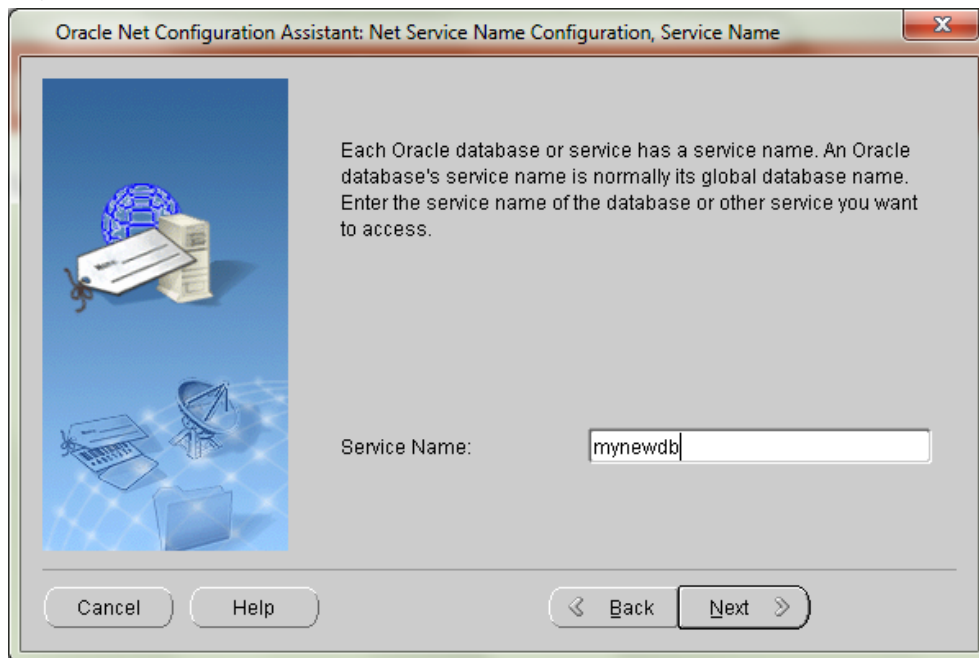 Oracle Net Configuration Assistant: Net Service Name Configuration, Service Name
Each Oracle database or service has a service name. An Oracle
database's service name is normally its global database name.
Enter the service name of the database or other service you want
to access.
Service Name:
mynewdb
Cancel
Help
Back
Next